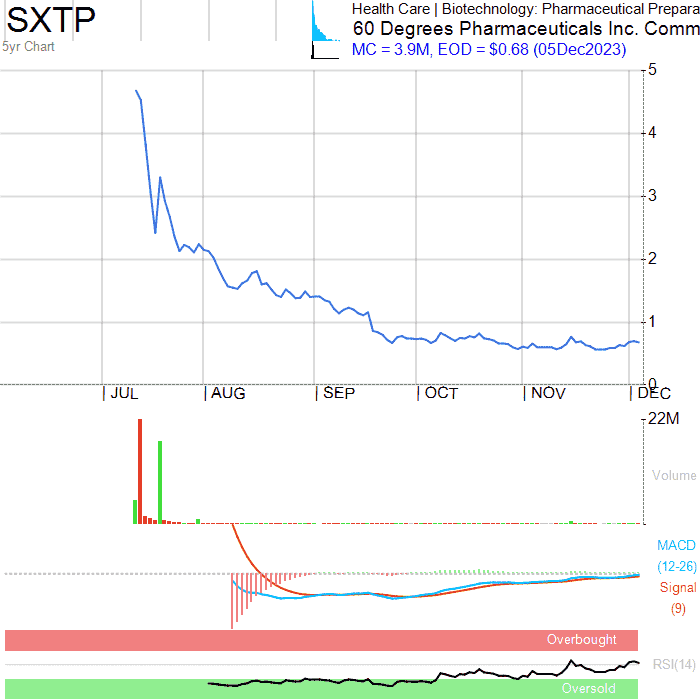 SXTP
5yr Chart
Health Care | Biotechnology: Pharmaceutical Prepara
60 Degrees Pharmaceuticals Inc. Comm
MC = 3.9M, EOD = $0.68 (05Dec2023)
5
4
3
2
1
0
JUL
AUG
SEP
OCT
NOV
DEC
22M
Volume
MACD
(12-26)
Signal
(9)
Overbought
RSI(14)
Oversold